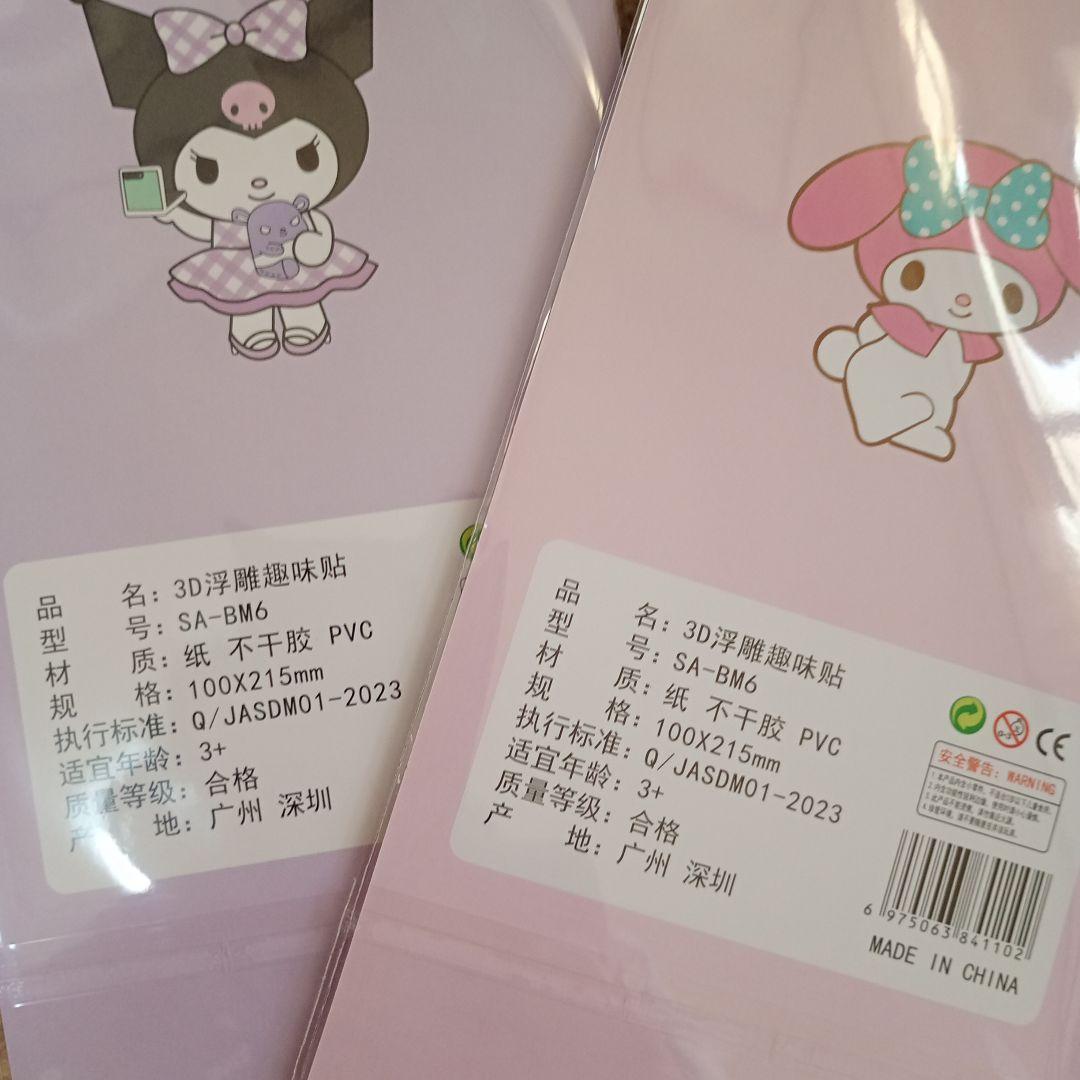 品 名: 3D浮雕趣味贴
型 号: SA-BM6
材 质: 纸 不干胶 PVC
规 格: 100X215mm
执行标准: Q/JASDM01-2023
适宜年龄: 3+
质量等级: 合格
产 地: 广州 深圳
品 名: 3D浮雕趣味贴
型 号: SA-BM6
材 质: 纸 不干胶 PVC
规 格: 100X215mm
执行标准: Q/JASDM01-2023
适宜年龄: 3+
质量等级: 合格
产 地: 广州 深圳
0-3
CE
安全警告: WARNING
6 975063 841102
MADE IN CHINA